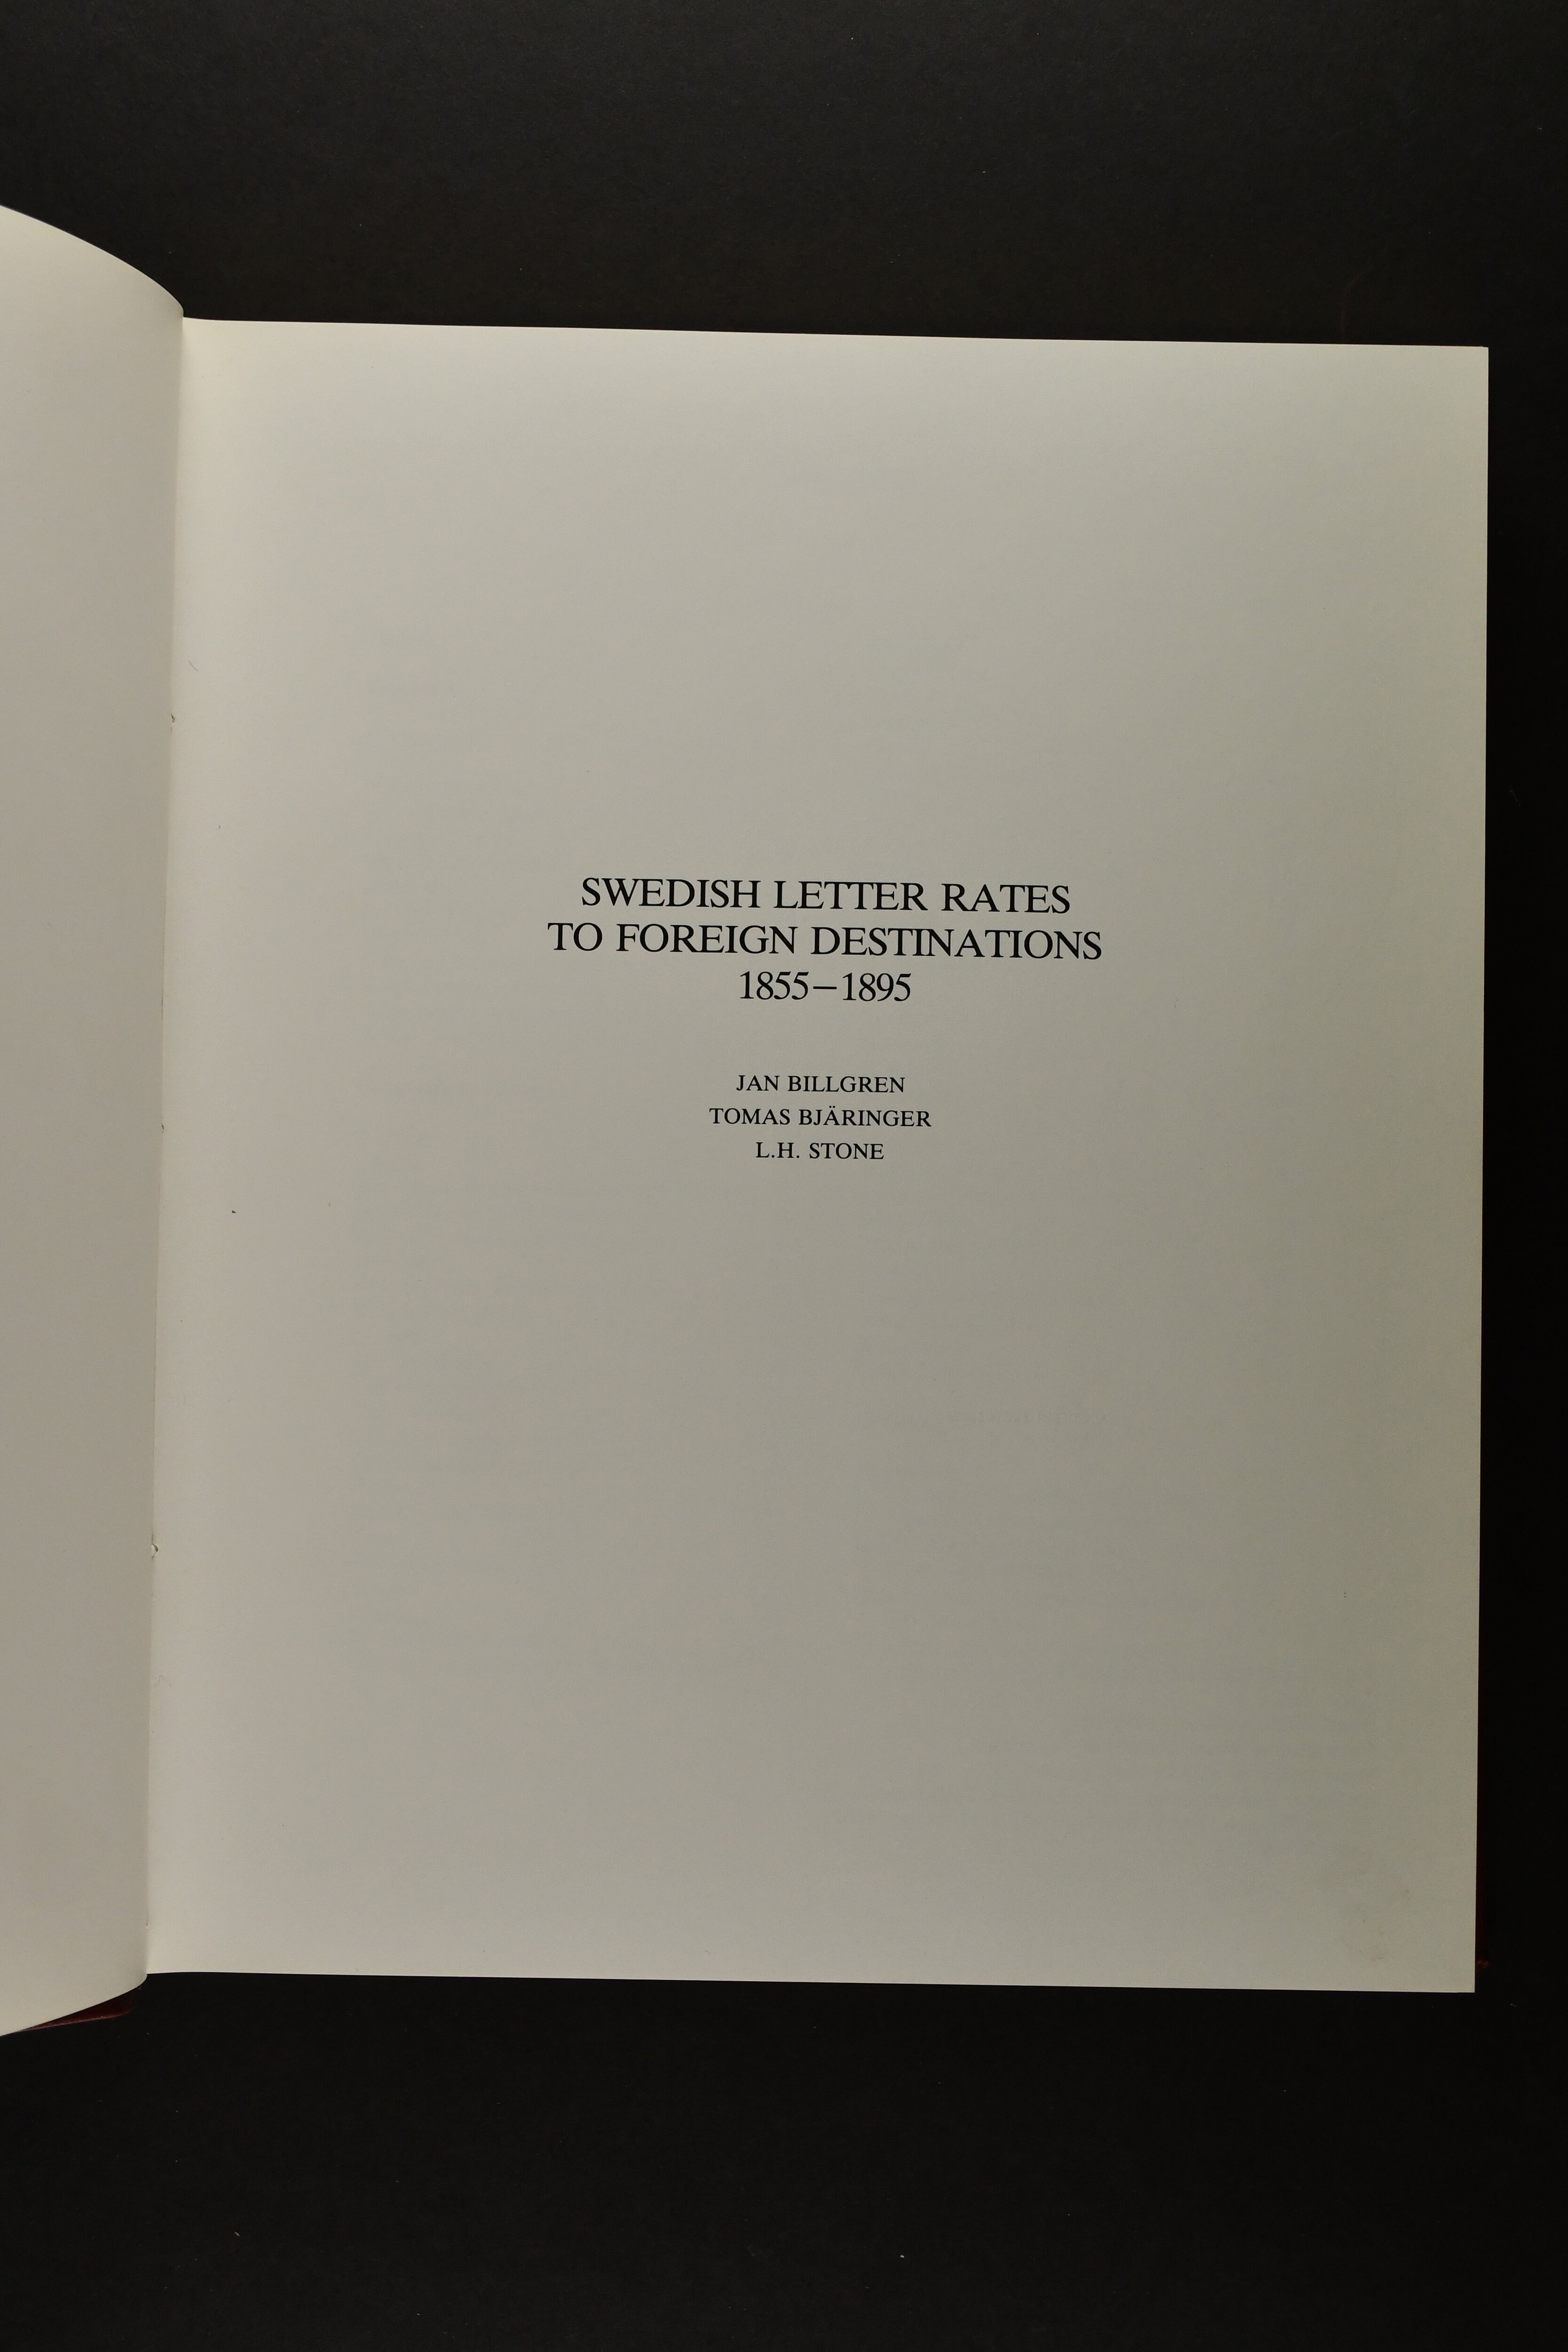 SWEDISH LETTER RATES
TO FOREIGN DESTINATIONS
1855–1895
JAN BILLGREN
TOMAS BJÄRINGER
L.H. STONE